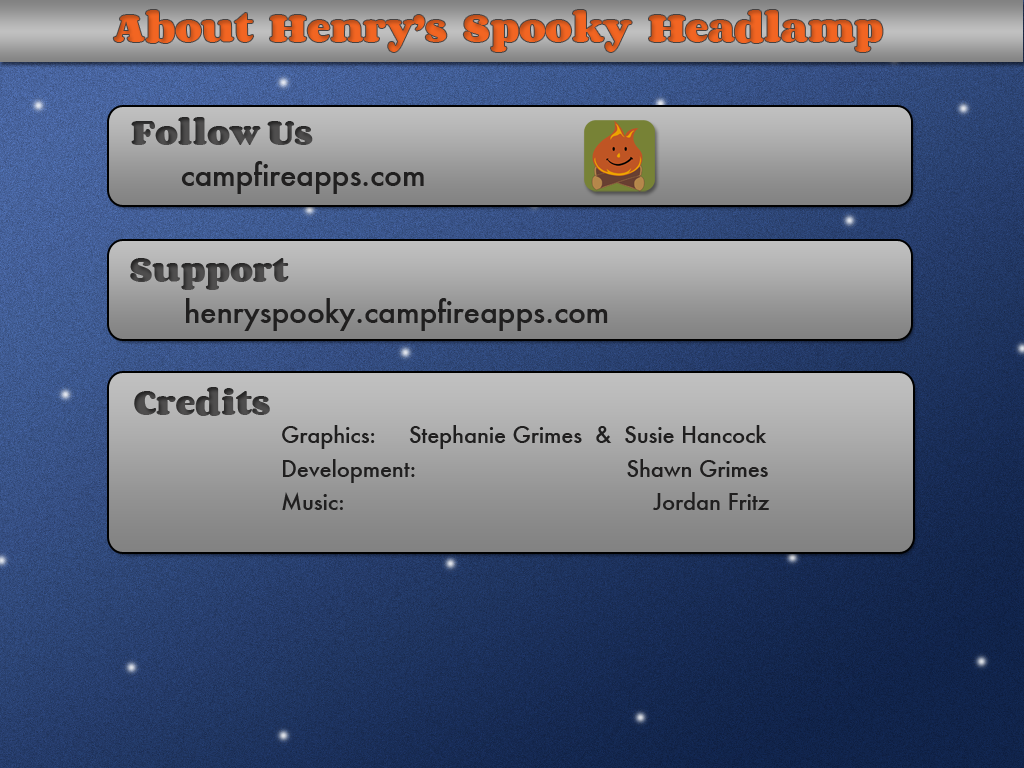 About Henry's Spooky Headlamp
Follow Us
campfireapps.com
Support
henryspooky.campfireapps.com
Credits
Graphics: Stephanie Grimes & Susie Hancock
Development: Shawn Grimes
Music: Jordan Fritz